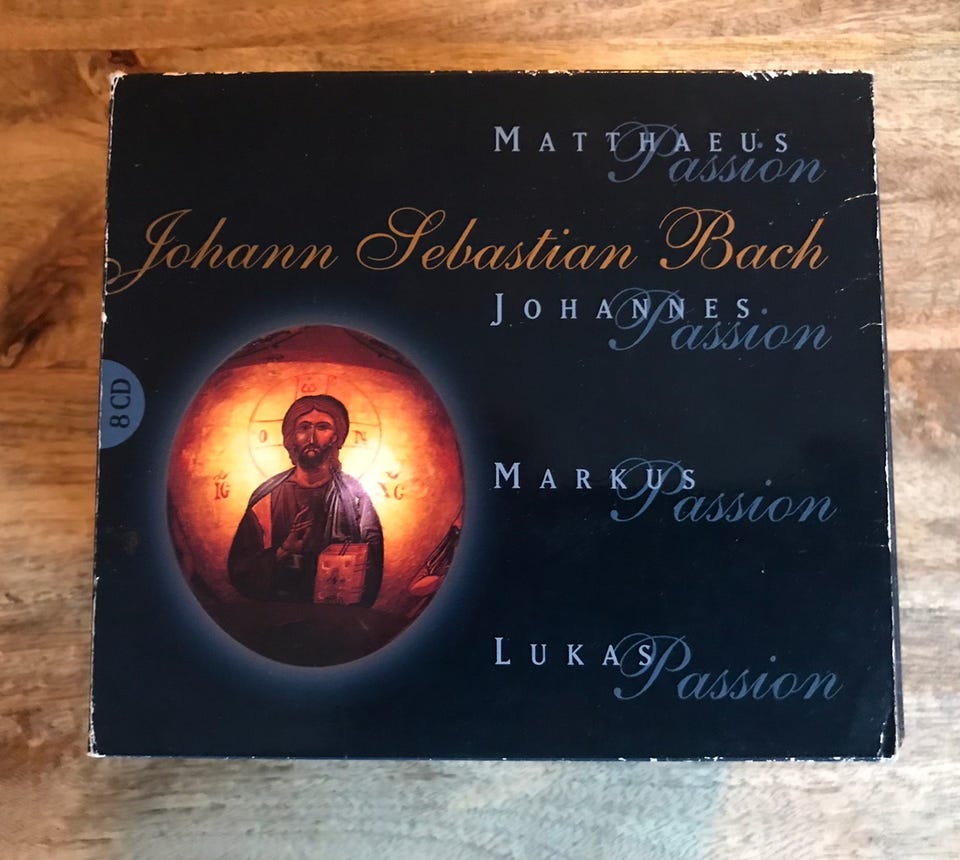 MATTHAEUS
Passion
Johann Sebastian Bach
JOHANNES
Passion
8 CD
MARKUS
Passion
LUKAS
Passion